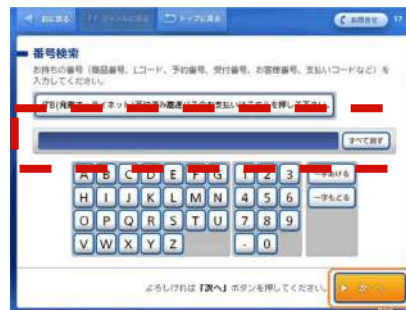 前に戻る
トップに戻る
お問合せ
17
番号検索
お持ちの番号（商品番号、Lコード、予約番号、受付番号、お客様番号、支払いコードなど）を
入力してください。
すべて消す
A B C D E F G 1 2 3 一字あける
H I J K L M N 4 5 6 一字もどる
O P Q R S T U 7 8 9
V W X Y Z - 0
よろしければ「次へ」ボタンを押してください。
次へ